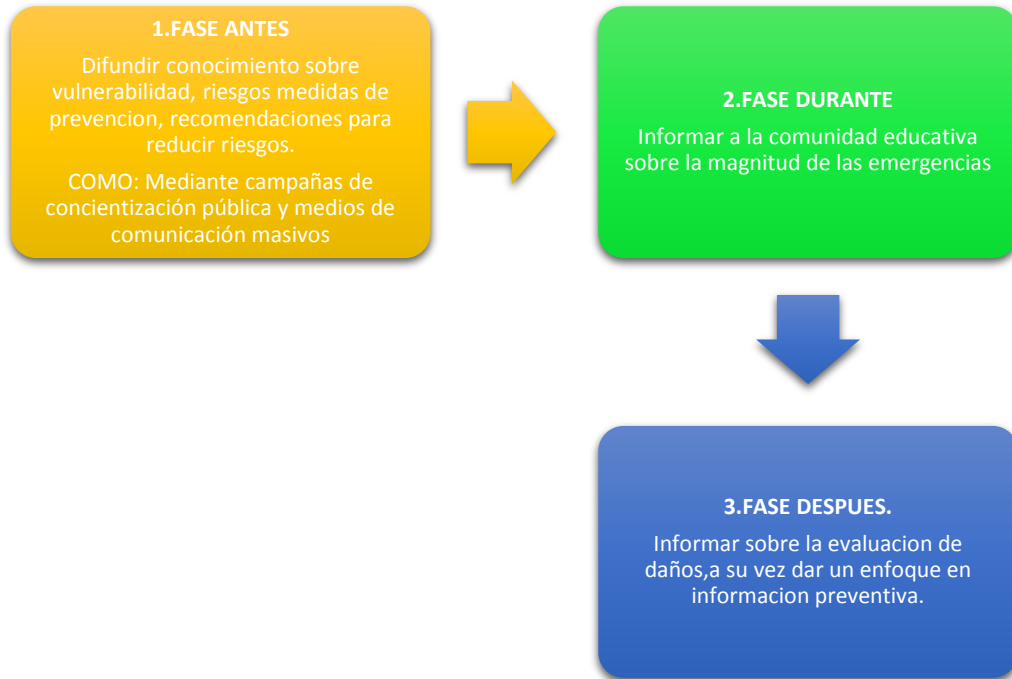 1.FASE ANTES
Difundir conocimiento sobre
vulnerabilidad, riesgos medidas de
prevencion, recomendaciones para
reducir riesgos.
COMO: Mediante campañas de
concientización pública y medios de
comunicación masivos
2.FASE DURANTE
Informar a la comunidad educativa
sobre la magnitud de las emergencias
3.FASE DESPUES.
Informar sobre la evaluacion de
daños,a su vez dar un enfoque en
informacion preventiva.